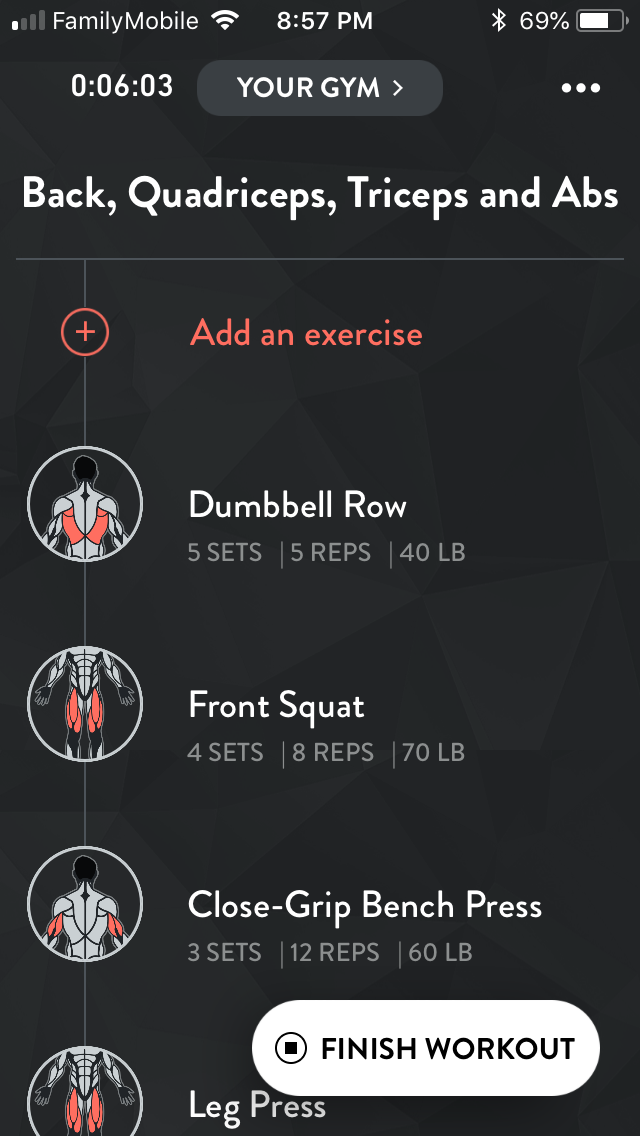 FamilyMobile 8:57 PM 69%
0:06:03 YOUR GYM >
Back, Quadriceps, Triceps and Abs
Add an exercise
Dumbbell Row
5 SETS | 5 REPS | 40 LB
Front Squat
4 SETS | 8 REPS | 70 LB
Close-Grip Bench Press
3 SETS | 12 REPS | 60 LB
FINISH WORKOUT
Leg Press